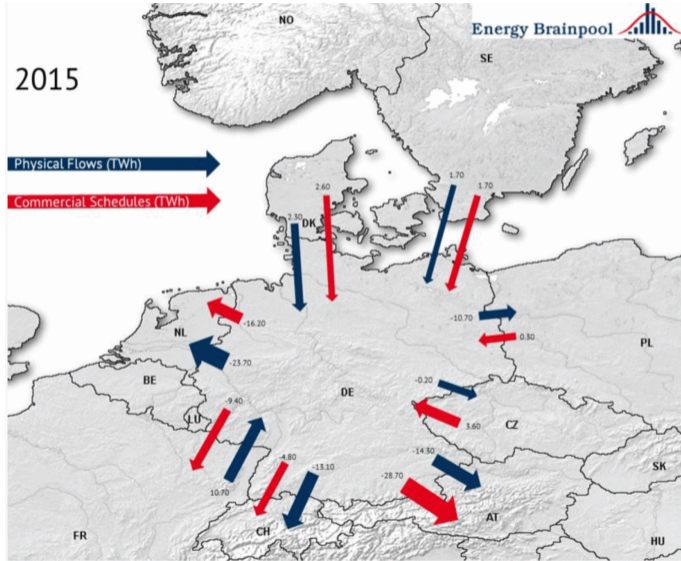 NO
Energy Brainpool
SE
2015
Physical Flows (TWh)
Commercial Schedules (TWh)
2.60
1.70
1.70
2.30
DK
-16.20
-10.70
0.30
NL
PL
-23.70
BE
DE
-0.20
-9.40
LU
3.60
CZ
-4.80
-13.10
-14.30
SK
10.70
-28.70
AT
FR
CH
HU